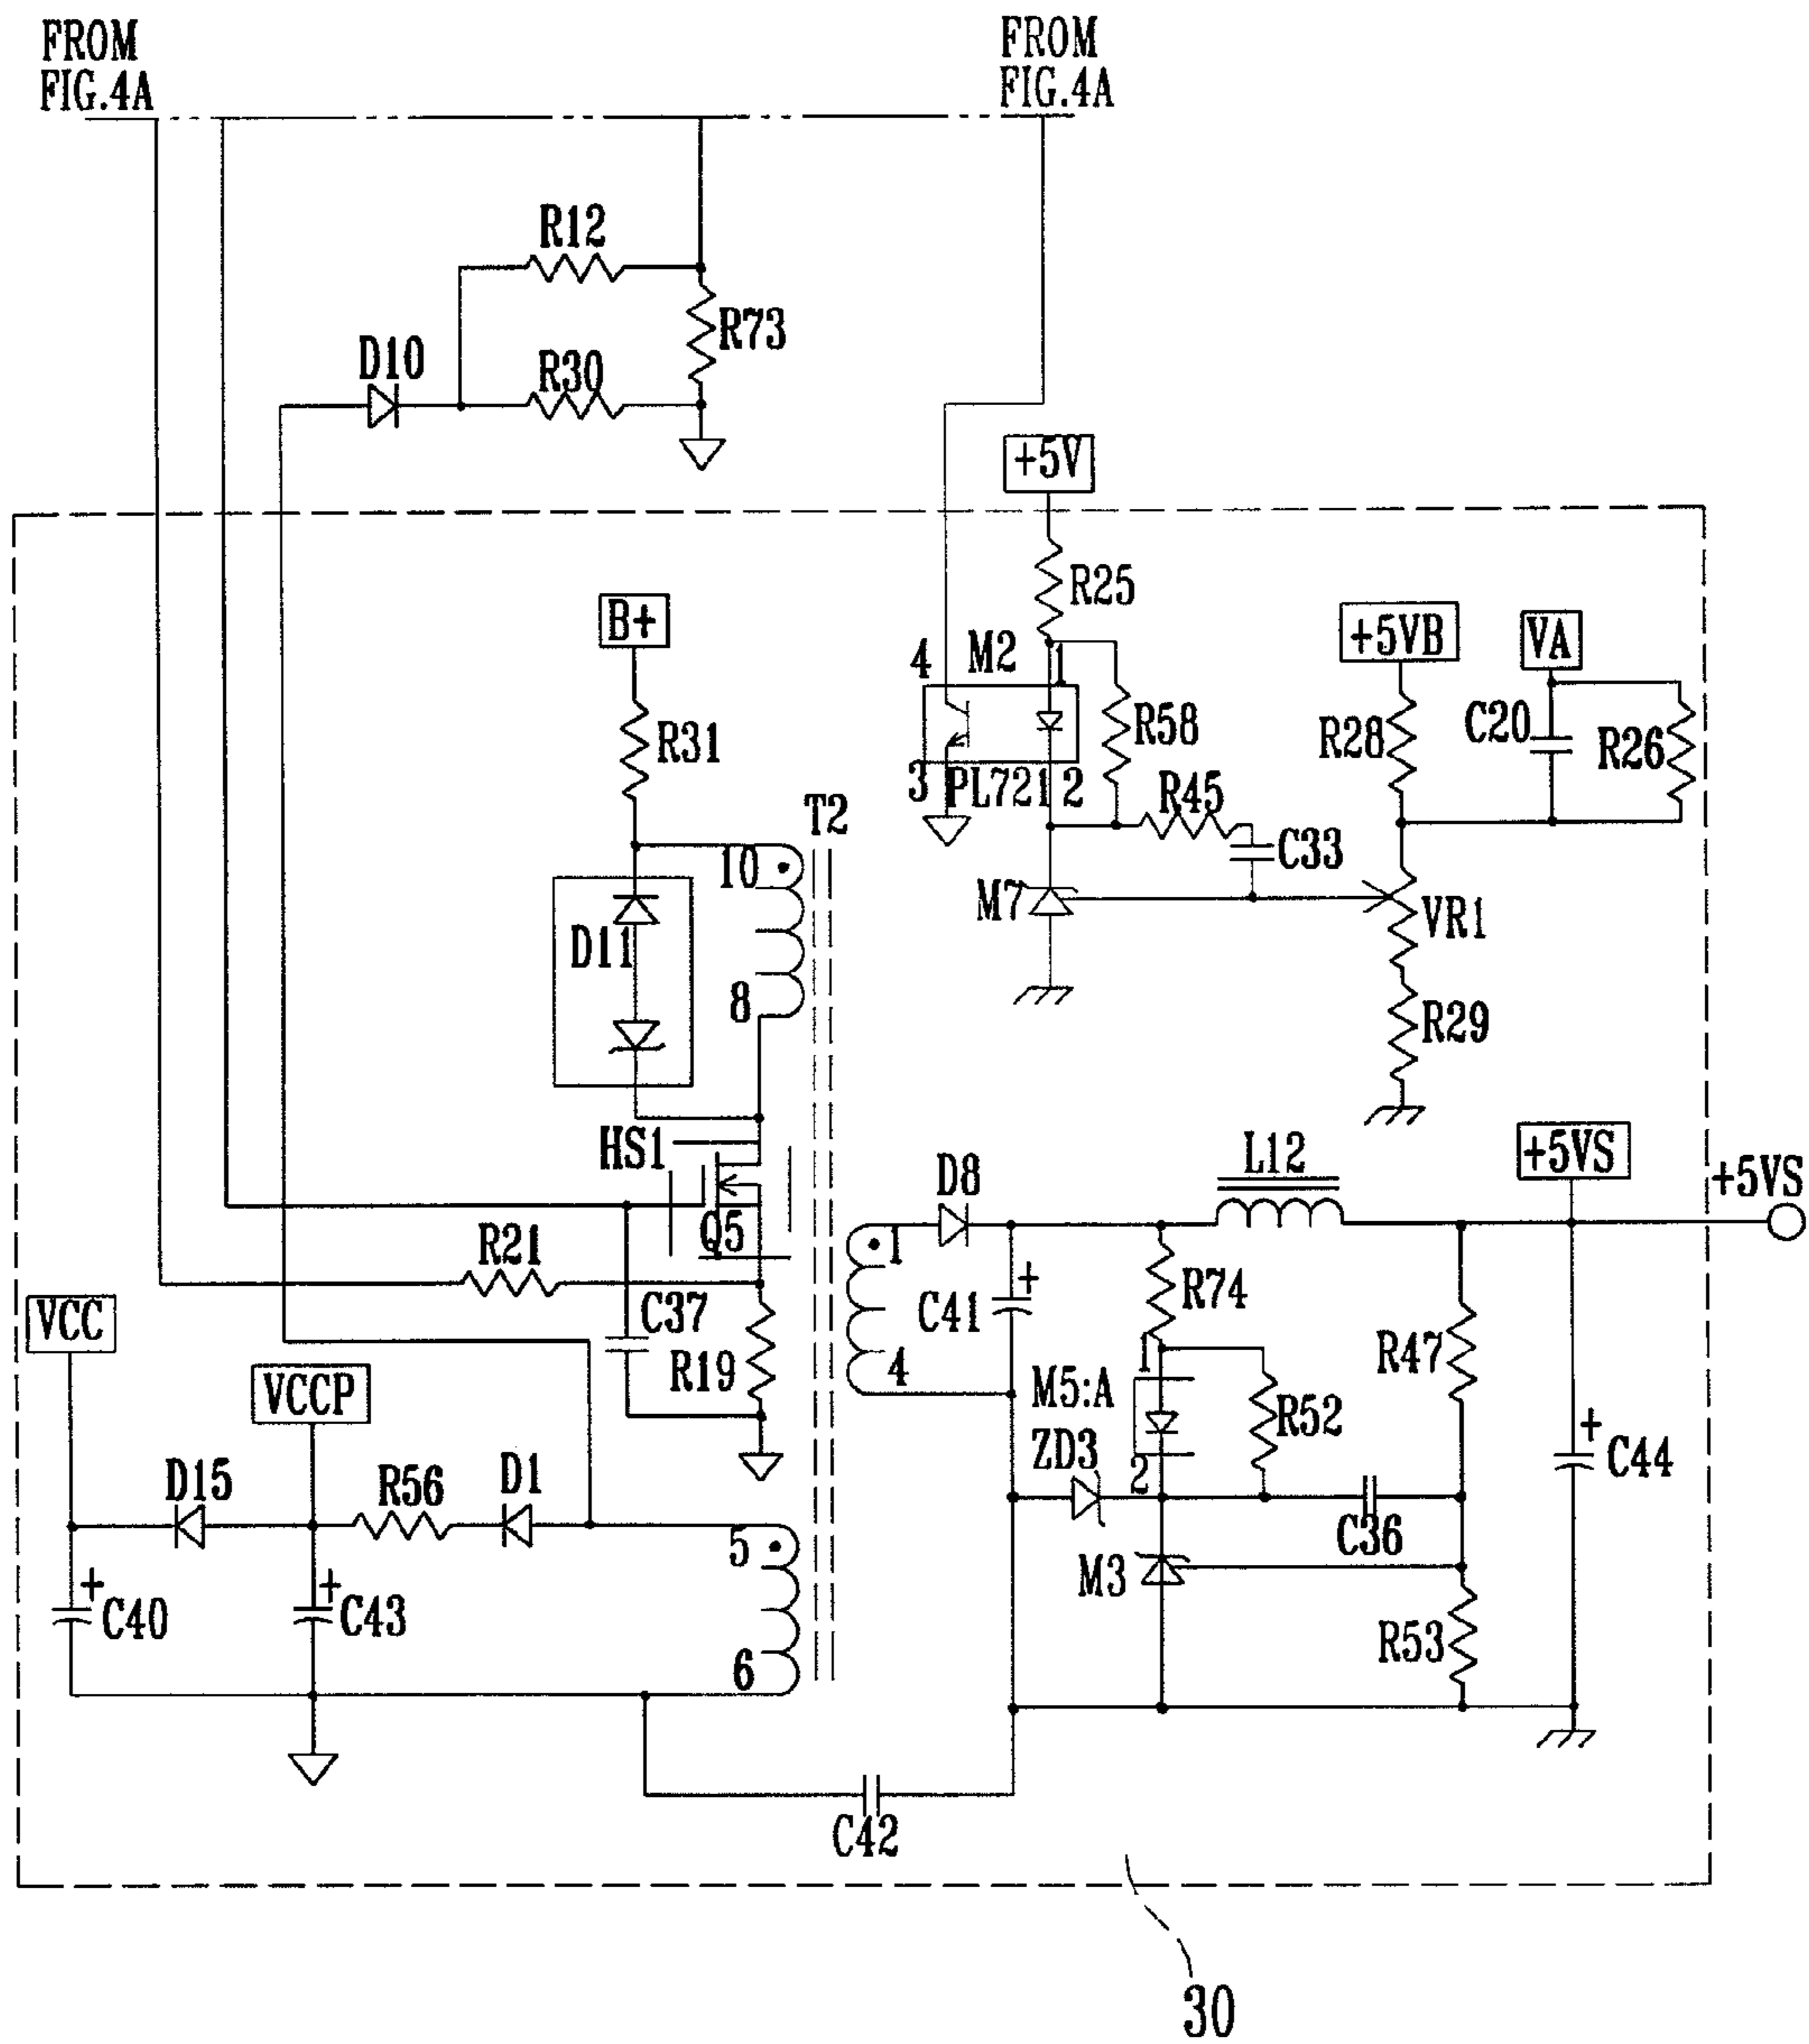 FROM
FIG.4A
FROM
FIG.4A
R12
R73
D10
R30
+5V
R25
B+
+5VB
VA
4
M2
1
R31
R58
R28
C20
R26
3
PL721
2
R45
T2
10
C33
M7
VR1
D11
8
R29
HS1
L12
+5VS
+5VS
D8
Q5
1
R21
R74
VCC
C37
C41
R47
R19
4
1
VCCP
M5:A
R52
ZD3
C44
D15
R56
D1
2
C36
5
M3
C40
C43
R53
6
C42
30